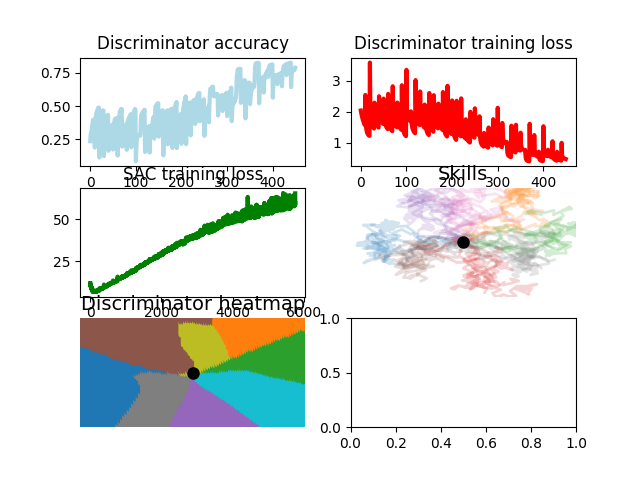 Discriminator accuracy
0.75
0.50
0.25
0 100 200 300 400
Discriminator training loss
3
2
1
0 100 200 300 400
SAC training loss
50
25
0 2000 4000 6000
Skills
Discriminator heatmap
1.0
0.5
0.0
0.0 0.2 0.4 0.6 0.8 1.0